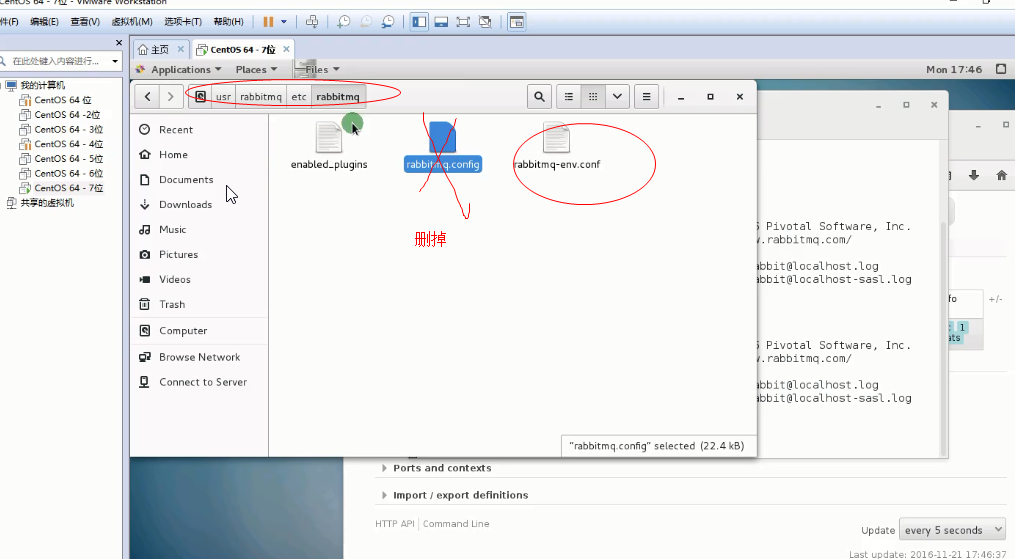 CentOS 64 - 7位 - VMware Workstation
件(F) 编辑(E) 查看(V) 虚拟机(M) 选项卡(T) 帮助(H)
在此处键入内容进行...
我的计算机
CentOS 64 位
CentOS 64 -2位
CentOS 64 - 3位
CentOS 64 - 4位
CentOS 64 - 5位
CentOS 64 - 6位
CentOS 64 - 7位
共享的虚拟机
主页
CentOS 64 - 7位
Applications Places Files Mon 17:46
usr rabbitmq etc rabbitmq
Recent
Home
Documents
Downloads
Music
Pictures
Videos
Trash
Computer
Browse Network
Connect to Server
enabled_plugins rabbitmq.config rabbitmq-env.conf
删掉
"rabbitmq.config" selected (22.4 kB)
Pivotal Software, Inc.
w.rabbitmq.com/
abbit@localhost.log
abbit@localhost-sasl.log
Pivotal Software, Inc.
w.rabbitmq.com/
abbit@localhost.log
abbit@localhost-sasl.log
fo +/-
1
ats
Ports and contexts
Import / export definitions
HTTP API Command Line
Update every 5 seconds
Last update: 2016-11-21 17:46:37